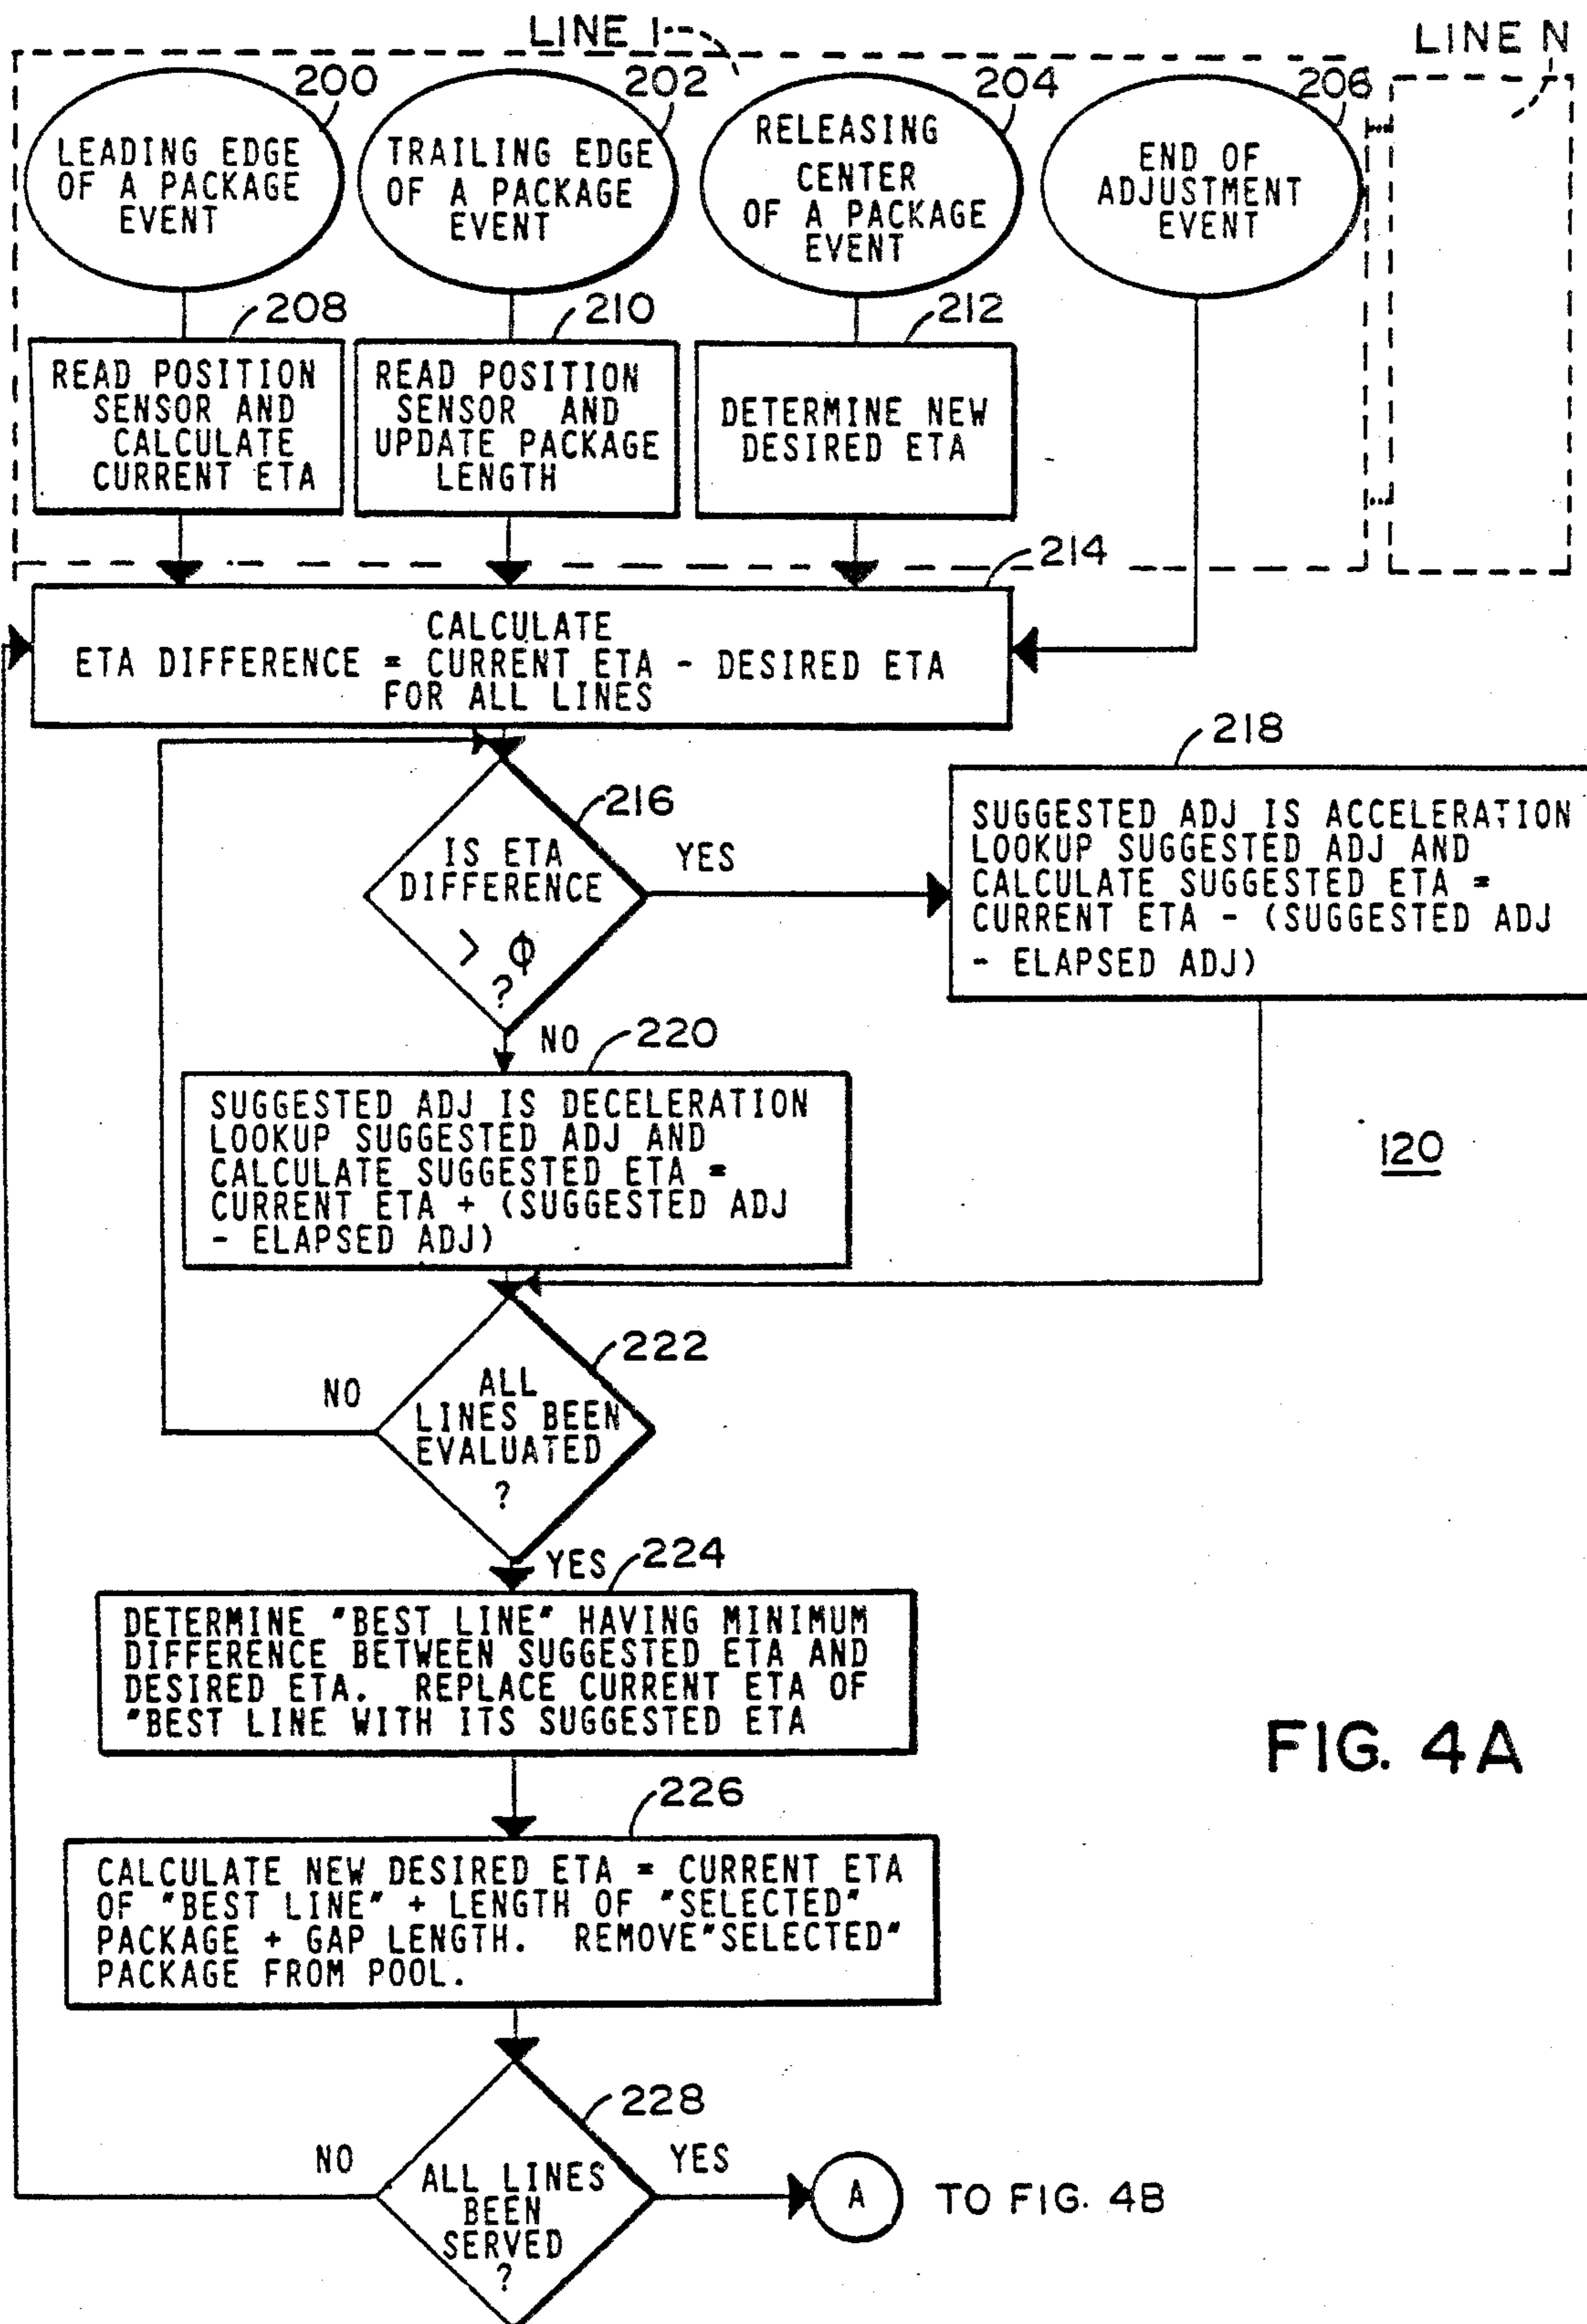 LINE 1
LINE N
200
LEADING EDGE
OF A PACKAGE
EVENT
202
TRAILING EDGE
OF A PACKAGE
EVENT
204
RELEASING
CENTER
OF A PACKAGE
EVENT
206
END OF
ADJUSTMENT
EVENT
208
READ POSITION
SENSOR AND
CALCULATE
CURRENT ETA
210
READ POSITION
SENSOR AND
UPDATE PACKAGE
LENGTH
212
DETERMINE NEW
DESIRED ETA
214
CALCULATE
ETA DIFFERENCE = CURRENT ETA - DESIRED ETA
FOR ALL LINES
216
IS ETA
DIFFERENCE
> ϕ
?
YES
218
SUGGESTED ADJ IS ACCELERATION
LOOKUP SUGGESTED ADJ AND
CALCULATE SUGGESTED ETA =
CURRENT ETA - (SUGGESTED ADJ
- ELAPSED ADJ)
NO
220
SUGGESTED ADJ IS DECELERATION
LOOKUP SUGGESTED ADJ AND
CALCULATE SUGGESTED ETA =
CURRENT ETA + (SUGGESTED ADJ
- ELAPSED ADJ)
120
222
ALL
LINES BEEN
EVALUATED
?
NO
YES
224
DETERMINE "BEST LINE" HAVING MINIMUM
DIFFERENCE BETWEEN SUGGESTED ETA AND
DESIRED ETA. REPLACE CURRENT ETA OF
"BEST LINE WITH ITS SUGGESTED ETA
FIG. 4A
226
CALCULATE NEW DESIRED ETA = CURRENT ETA
OF "BEST LINE" + LENGTH OF "SELECTED"
PACKAGE + GAP LENGTH. REMOVE"SELECTED"
PACKAGE FROM POOL.
228
ALL LINES
BEEN
SERVED
?
NO
YES
A
TO FIG. 4B